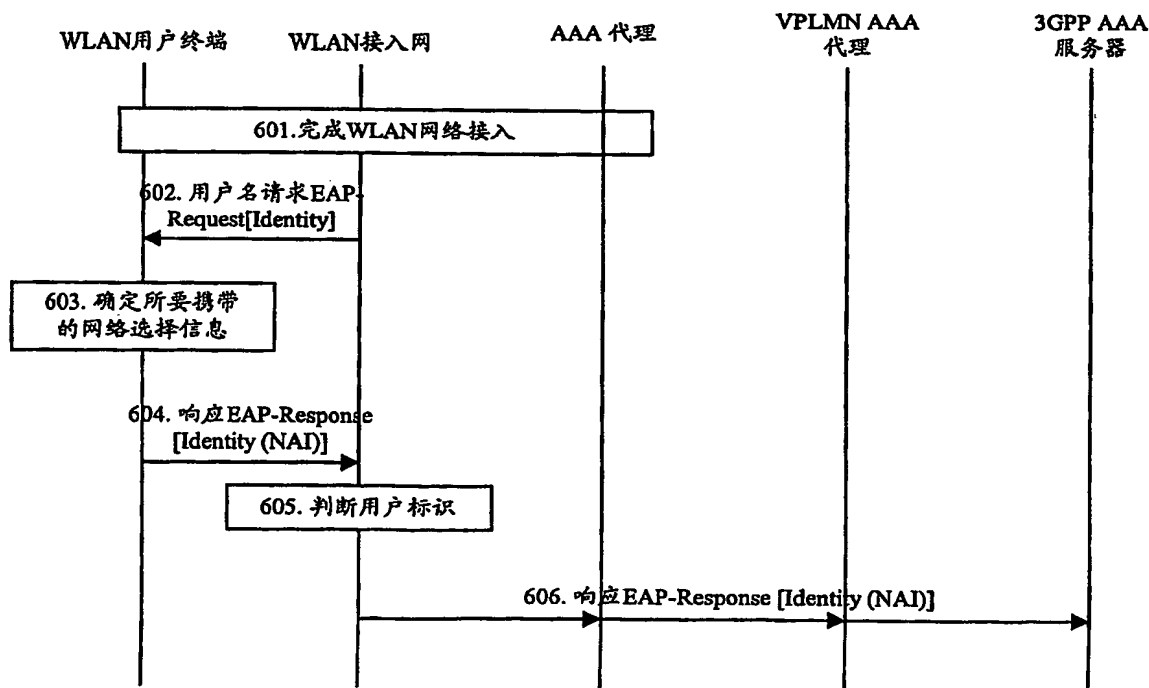 WLAN用户终端
WLAN接入网
AAA 代理
VPLMN AAA
代理
3GPP AAA
服务器
601.完成WLAN网络接入
602. 用户名请求EAP-
Request[Identity]
603. 确定所要携带
的网络选择信息
604. 响应EAP-Response
[Identity (NAI)]
605. 判断用户标识
606. 响应EAP-Response [Identity (NAI)]